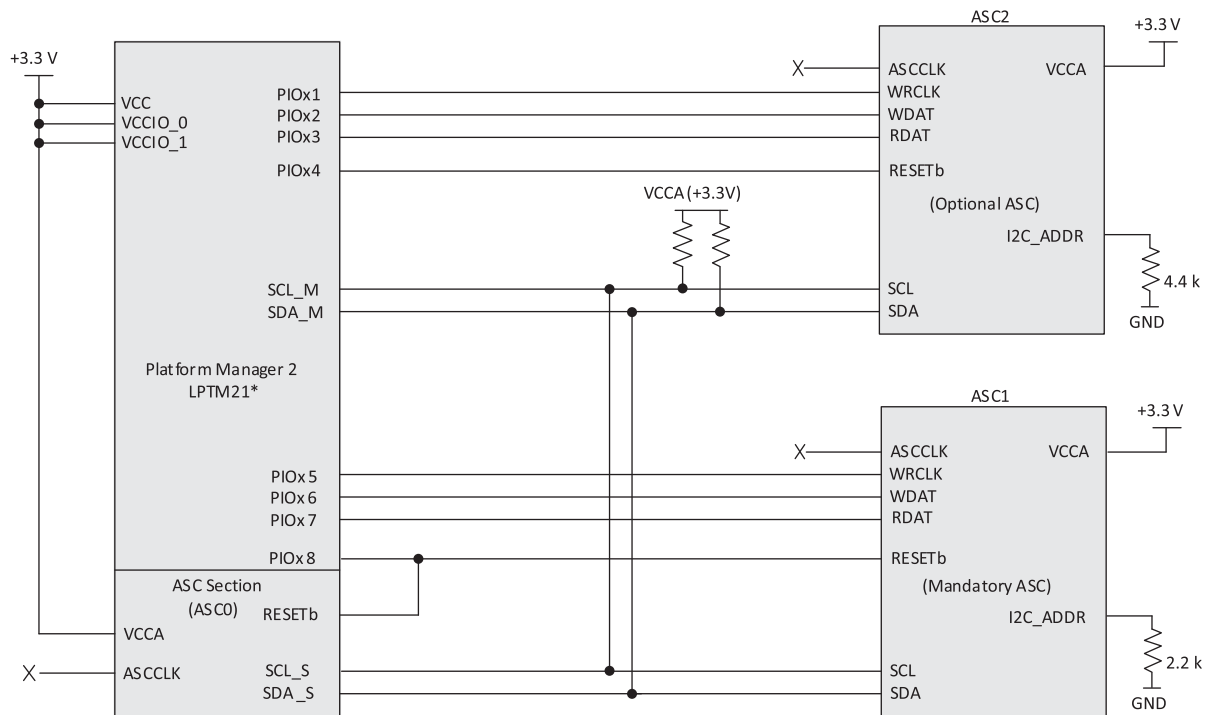 ASC2
+3.3 V
+3.3 V
ASCCLK
VCCA
WRCLK
WDAT
RDAT
RESETb
(Optional ASC)
I2C_ADDR
4.4 k
GND
SCL
SDA
VCC
VCCIO_0
VCCIO_1
PIOx1
PIOx2
PIOx3
PIOx4
VCCA (+3.3V)
SCL_M
SDA_M
Platform Manager 2
LPTM21*
PIOx5
PIOx6
PIOx7
PIOx8
ASC Section
(ASC0)
RESETb
VCCA
X
ASCCLK
SCL_S
SDA_S
X
X
ASC1
+3.3 V
ASCCLK
VCCA
WRCLK
WDAT
RDAT
RESETb
(Mandatory ASC)
I2C_ADDR
2.2 k
GND
SCL
SDA